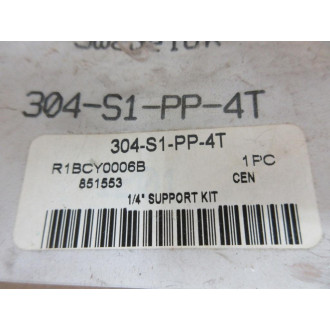 304-S1-PP-4T
304-S1-PP-4T
R1BCY0006B 1PC
851553 CEN
1/4" SUPPORT KIT